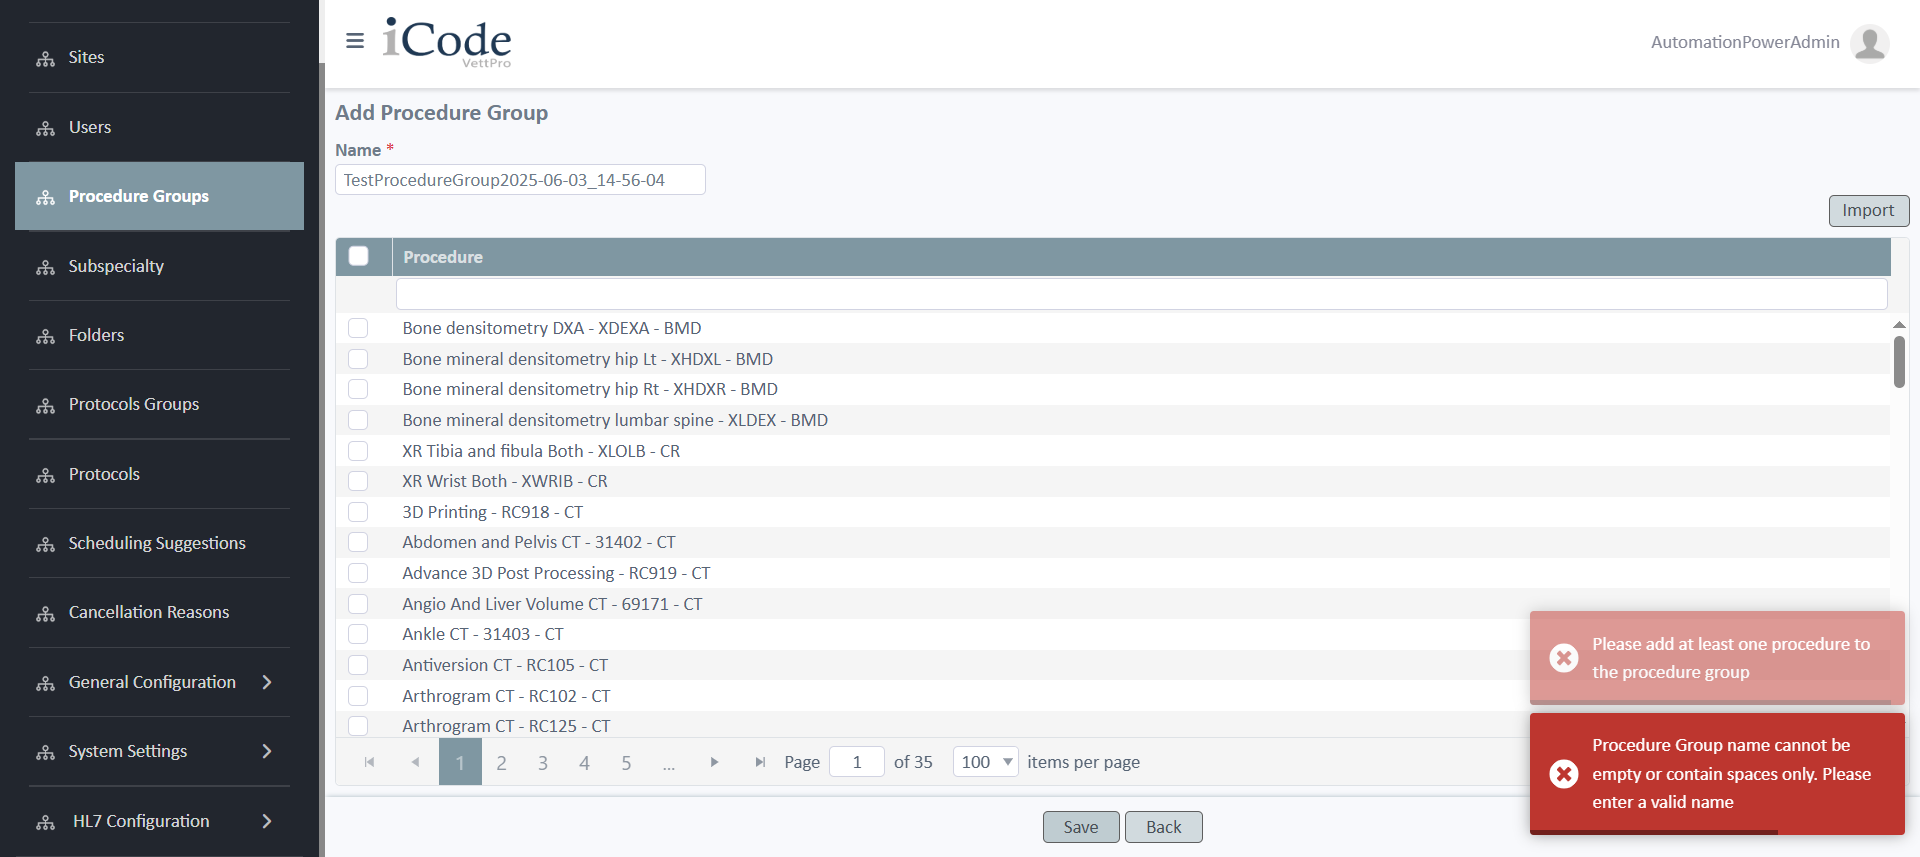 iCode
VettPro
AutomationPowerAdmin
Sites
Users
Procedure Groups
Subspecialty
Folders
Protocols Groups
Protocols
Scheduling Suggestions
Cancellation Reasons
General Configuration
System Settings
HL7 Configuration
Add Procedure Group
Name *
TestProcedureGroup2025-06-03_14-56-04
Import
Procedure
Bone densitometry DXA - XDEXA - BMD
Bone mineral densitometry hip Lt - XHDXL - BMD
Bone mineral densitometry hip Rt - XHDXR - BMD
Bone mineral densitometry lumbar spine - XLDEX - BMD
XR Tibia and fibula Both - XLOLB - CR
XR Wrist Both - XWRIB - CR
3D Printing - RC918 - CT
Abdomen and Pelvis CT - 31402 - CT
Advance 3D Post Processing - RC919 - CT
Angio And Liver Volume CT - 69171 - CT
Ankle CT - 31403 - CT
Antiversion CT - RC105 - CT
Arthrogram CT - RC102 - CT
Arthrogram CT - RC125 - CT
1 2 3 4 5 ... Page 1 of 35 100 items per page
Save Back
Please add at least one procedure to
the procedure group
Procedure Group name cannot be
empty or contain spaces only. Please
enter a valid name